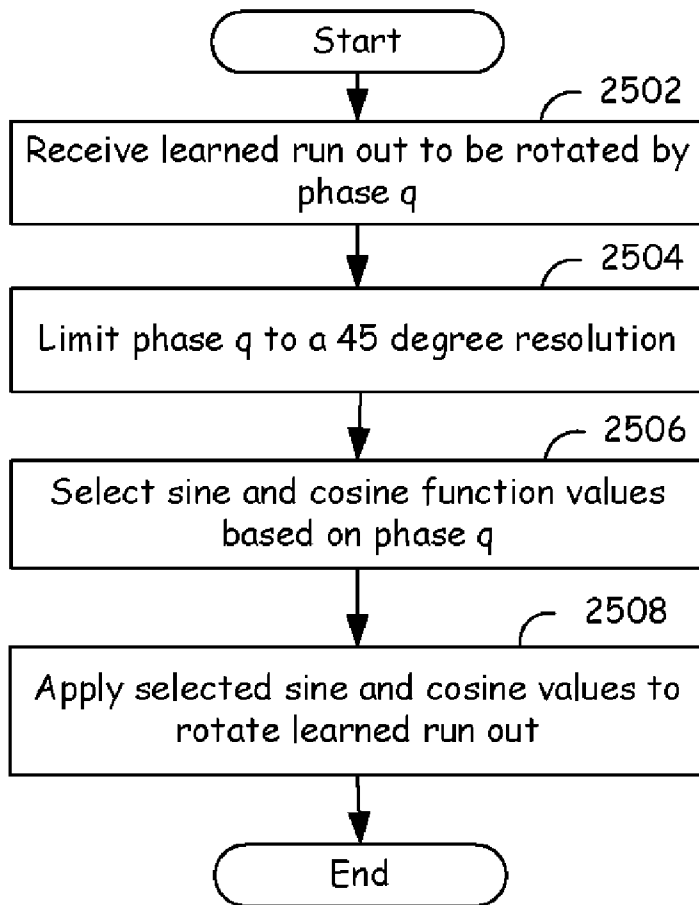 Start
2502
Receive learned run out to be rotated by
phase q
2504
Limit phase q to a 45 degree resolution
2506
Select sine and cosine function values
based on phase q
2508
Apply selected sine and cosine values to
rotate learned run out
End